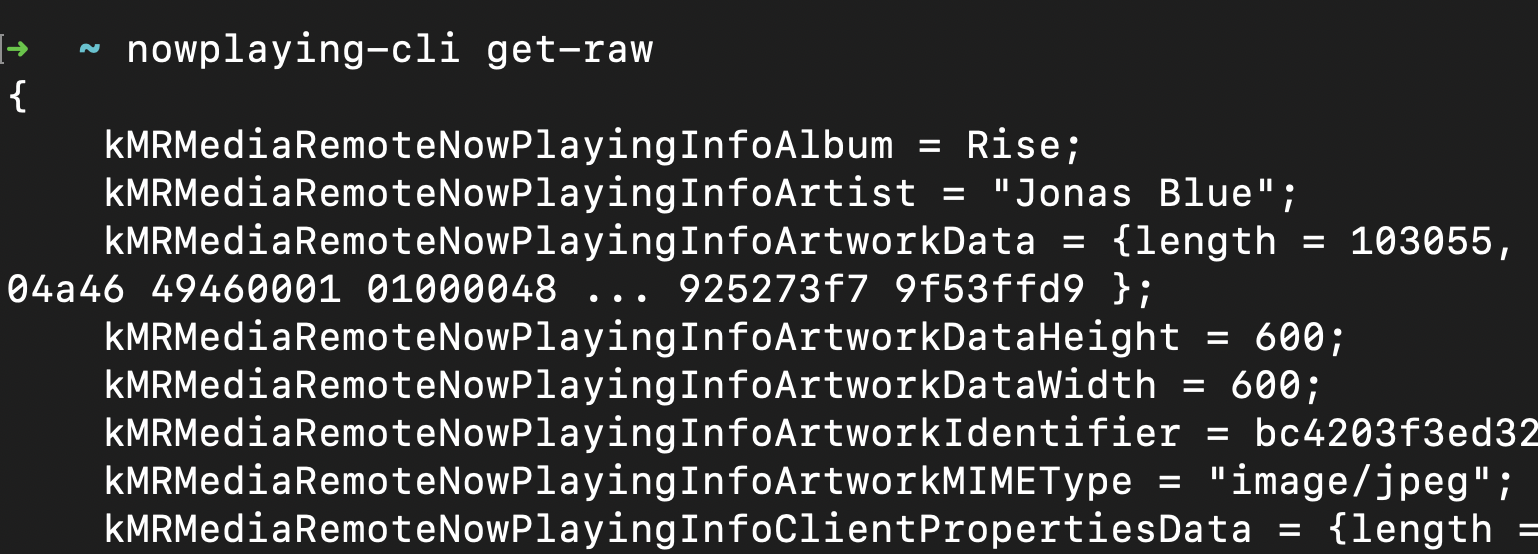 ➜ ~ nowplaying-cli get-raw
{
    kMRMediaRemoteNowPlayingInfoAlbum = Rise;
    kMRMediaRemoteNowPlayingInfoArtist = "Jonas Blue";
    kMRMediaRemoteNowPlayingInfoArtworkData = {length = 103055,
04a46 49460001 01000048 ... 925273f7 9f53ffd9 };
    kMRMediaRemoteNowPlayingInfoArtworkDataHeight = 600;
    kMRMediaRemoteNowPlayingInfoArtworkDataWidth = 600;
    kMRMediaRemoteNowPlayingInfoArtworkIdentifier = bc4203f3ed32
    kMRMediaRemoteNowPlayingInfoArtworkMIMEType = "image/jpeg";
    kMRMediaRemoteNowPlayingInfoClientPropertiesData = {length =